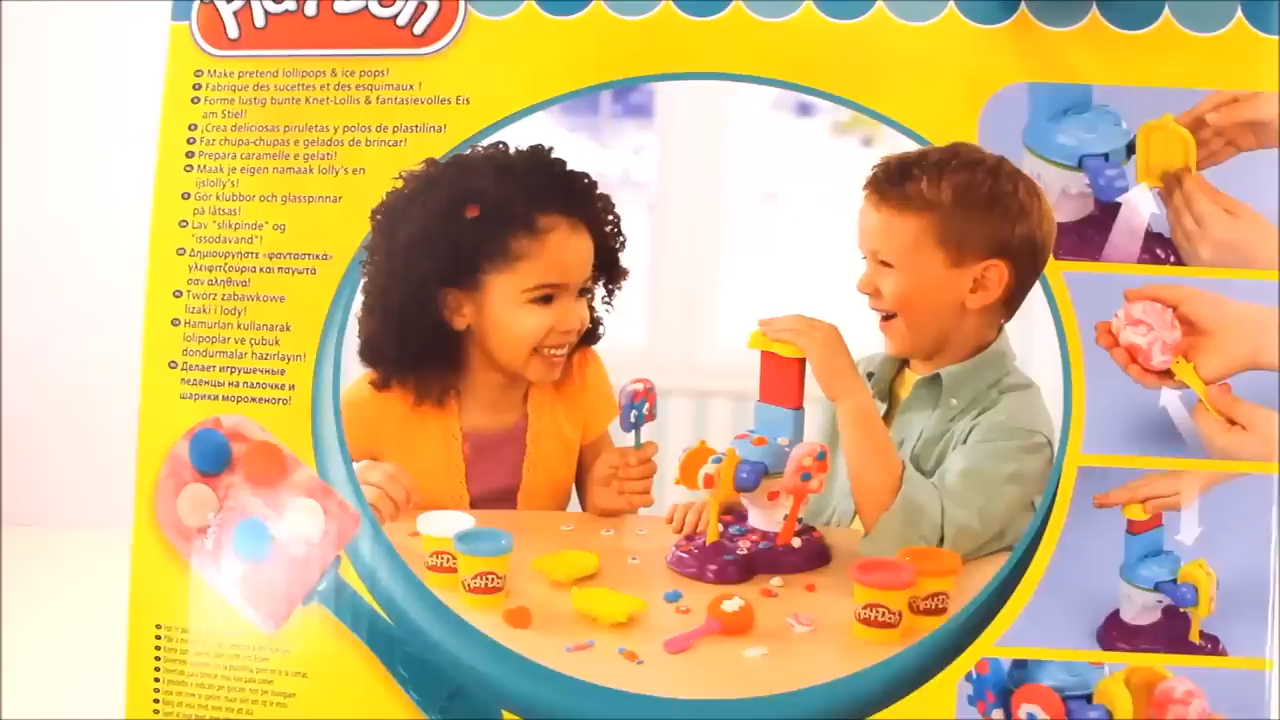 Play-Doh
Make pretend lollipops & ice pops!
Fabrique des sucettes et des esquimaux !
Forme lustig bunte Knet-Lollis & fantasievolles Eis
am Stiel!
¡Crea deliciosas piruletas y polos de plastilina!
Faz chupa-chupas e gelados de brincar!
Prepara caramelle e gelati!
Maak je eigen namaak lolly's en
ijslolly's!
Gör klubbor och glasspinnar
på låtsas!
Lav "slikpinde" og
"issodavand"!
Δημιουργήστε «φανταστικά»
γλειφιτζούρια και παγωτά
σαν αληθινά!
Twórz zabawkowe
lizaki i lody!
Hamurları kullanarak
lolipoplar ve çubuk
dondurmalar hazırlayın!
Делает игрушечные
леденцы на палочке и
шарики мороженого!
Play-Doh
Play-Doh
Play-Doh
Play-Doh